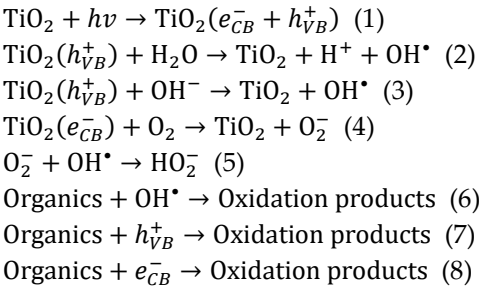 TiO₂ + hv → TiO₂(e⁻_CB + h⁺_VB) (1)
TiO₂(h⁺_VB) + H₂O → TiO₂ + H⁺ + OH• (2)
TiO₂(h⁺_VB) + OH⁻ → TiO₂ + OH• (3)
TiO₂(e⁻_CB) + O₂ → TiO₂ + O₂⁻ (4)
O₂⁻ + OH• → HO₂⁻ (5)
Organics + OH• → Oxidation products (6)
Organics + h⁺_VB → Oxidation products (7)
Organics + e⁻_CB → Oxidation products (8)